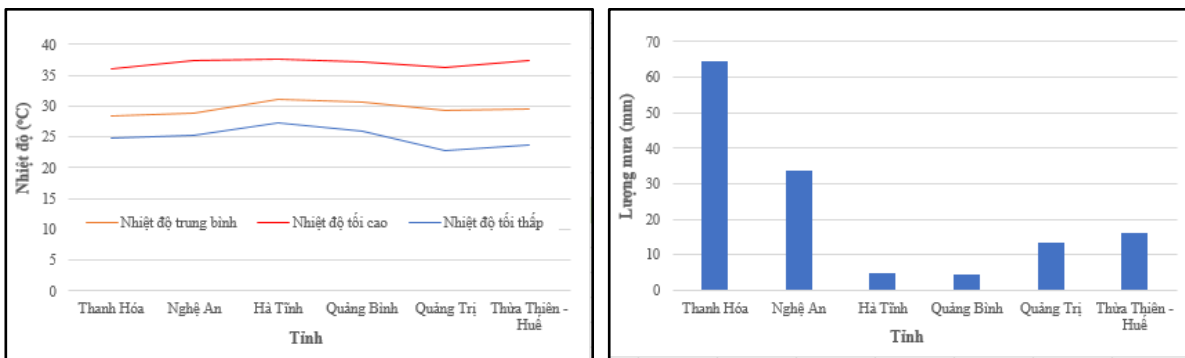 40
35
30
25
20
15
10
5
0
Nhiệt độ (°C)
Nhiệt độ trung bình
Nhiệt độ tối cao
Nhiệt độ tối thấp
Thanh Hóa
Nghệ An
Hà Tĩnh
Quảng Bình
Quảng Trị
Thừa Thiên -
Huế
Tỉnh
70
60
50
40
30
20
10
0
Lượng mưa (mm)
Thanh Hóa
Nghệ An
Hà Tĩnh
Quảng Bình
Quảng Trị
Thừa Thiên -
Huế
Tỉnh